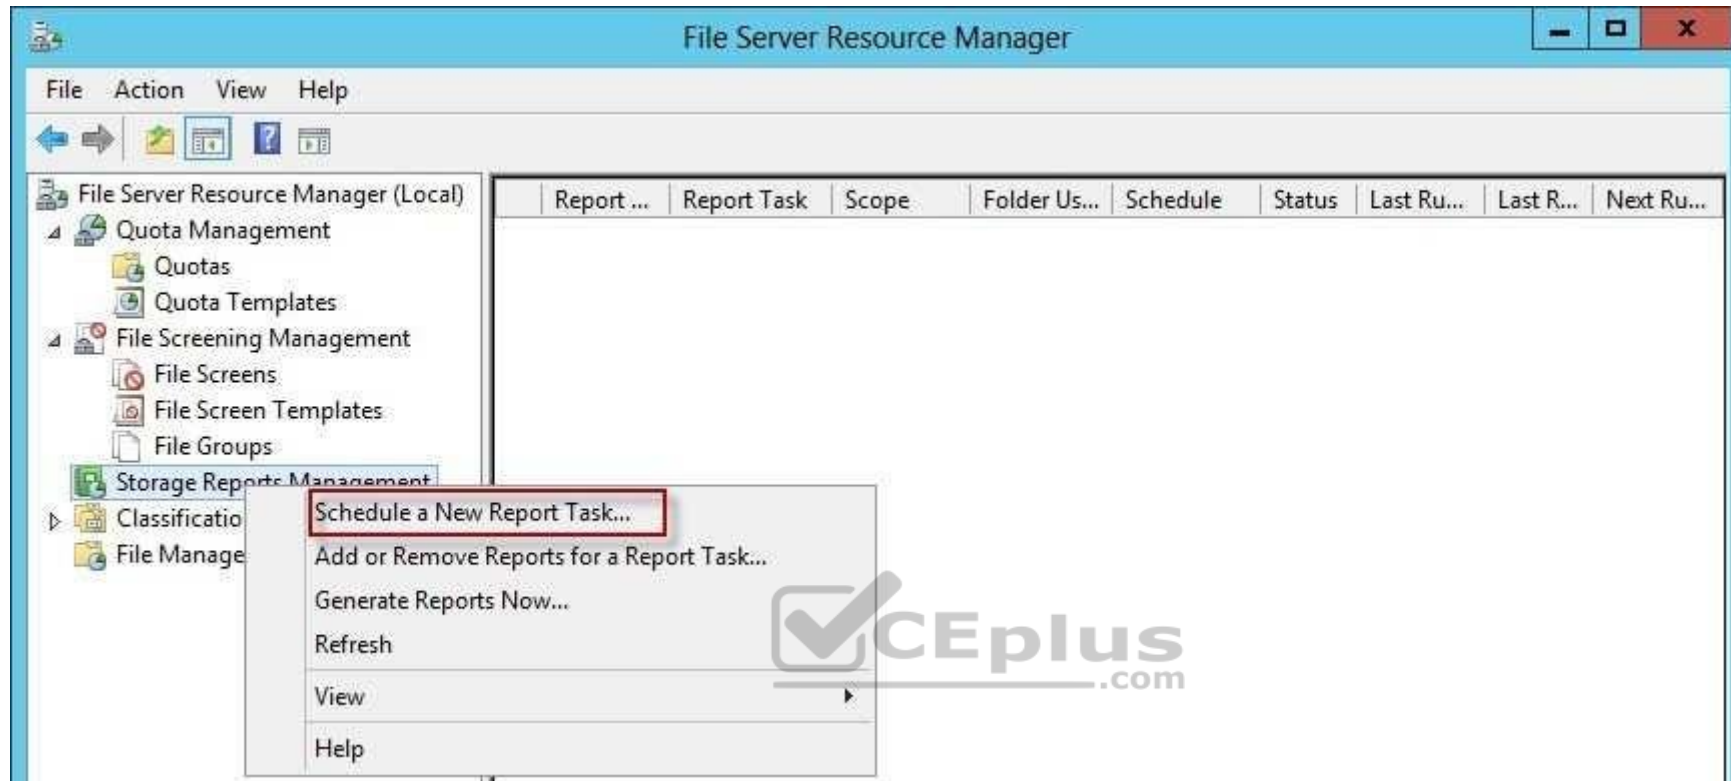 File Server Resource Manager
File Action View Help
File Server Resource Manager (Local)
Quota Management
Quotas
Quota Templates
File Screening Management
File Screens
File Screen Templates
File Groups
Storage Reports Management
Classificatio
File Manage
Report ... Report Task Scope Folder Us... Schedule Status Last Ru... Last R... Next Ru...
Schedule a New Report Task...
Add or Remove Reports for a Report Task...
Generate Reports Now...
Refresh
View
Help
CEplus
.com